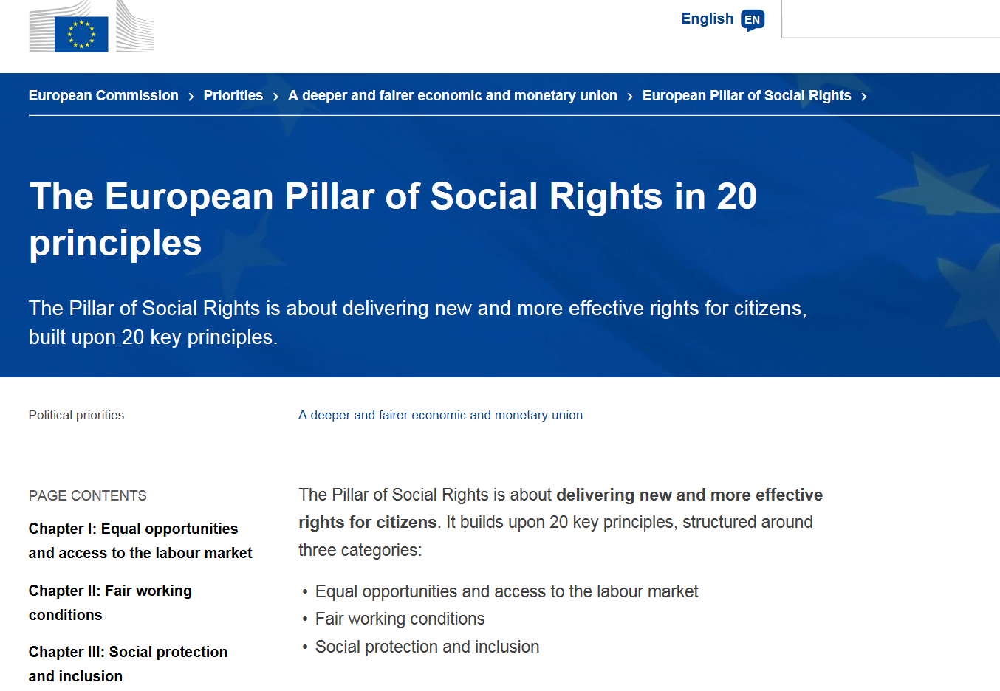 English EN
European Commission › Priorities › A deeper and fairer economic and monetary union › European Pillar of Social Rights ›
The European Pillar of Social Rights in 20
principles
The Pillar of Social Rights is about delivering new and more effective rights for citizens,
built upon 20 key principles.
Political priorities
A deeper and fairer economic and monetary union
PAGE CONTENTS
Chapter I: Equal opportunities
and access to the labour market
Chapter II: Fair working
conditions
Chapter III: Social protection
and inclusion
The Pillar of Social Rights is about delivering new and more effective
rights for citizens. It builds upon 20 key principles, structured around
three categories:
• Equal opportunities and access to the labour market
• Fair working conditions
• Social protection and inclusion